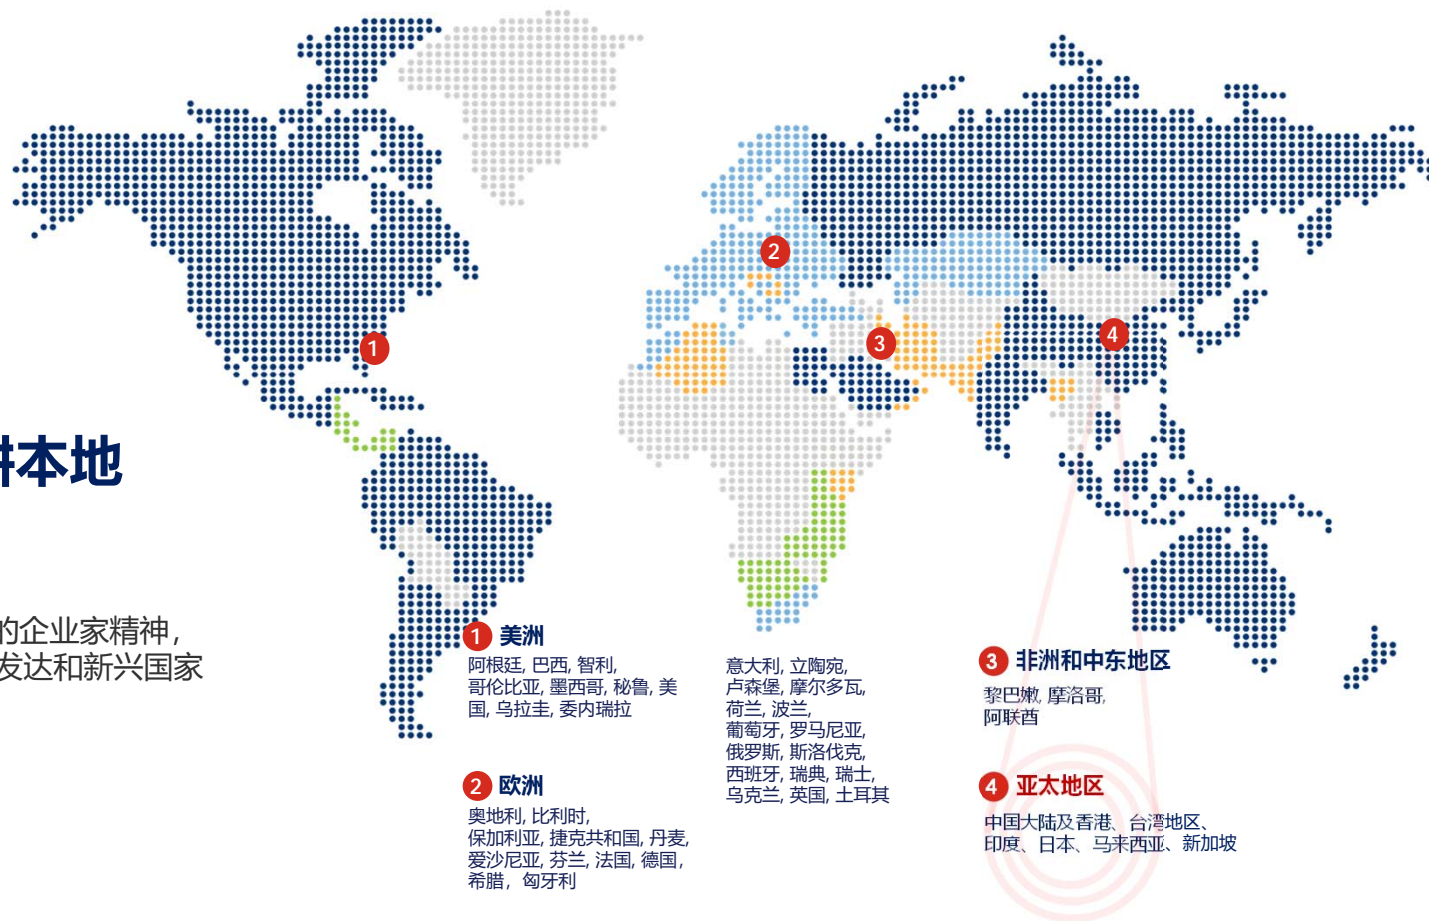 耕本地
的企业家精神，
发达和新兴国家
1
2
3
4
1 美洲
阿根廷, 巴西, 智利,
哥伦比亚, 墨西哥, 秘鲁, 美
国, 乌拉圭, 委内瑞拉
2 欧洲
奥地利, 比利时,
保加利亚, 捷克共和国, 丹麦,
爱沙尼亚, 芬兰, 法国, 德国,
希腊，匈牙利
意大利, 立陶宛,
卢森堡, 摩尔多瓦,
荷兰, 波兰,
葡萄牙, 罗马尼亚,
俄罗斯, 斯洛伐克,
西班牙, 瑞典, 瑞士,
乌克兰, 英国, 土耳其
3 非洲和中东地区
黎巴嫩, 摩洛哥,
阿联酋
4 亚太地区
中国大陆及香港、台湾地区、
印度、日本、马来西亚、新加坡